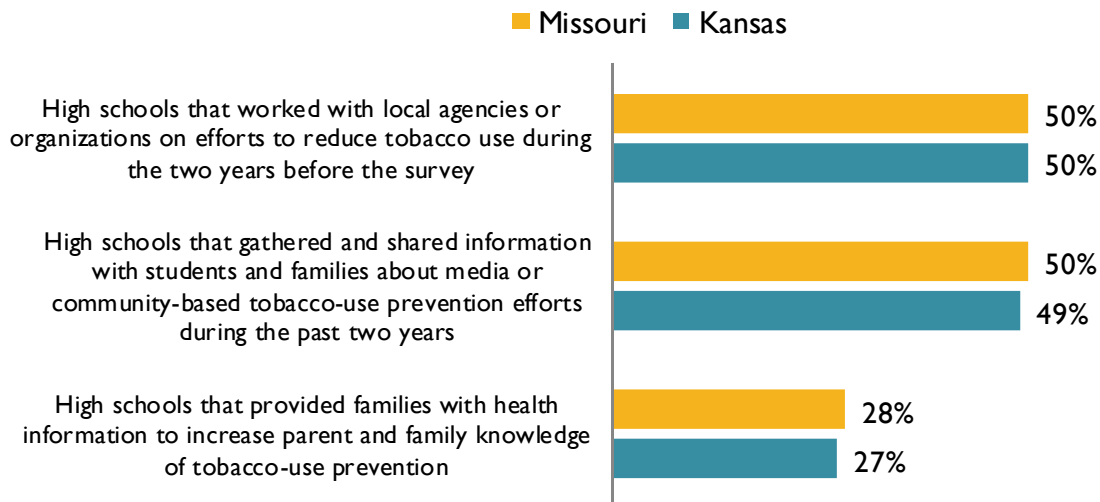 Missouri Kansas
High schools that worked with local agencies or
organizations on efforts to reduce tobacco use during
the two years before the survey
50%
50%
High schools that gathered and shared information
with students and families about media or
community-based tobacco-use prevention efforts
during the past two years
50%
49%
High schools that provided families with health
information to increase parent and family knowledge
of tobacco-use prevention
28%
27%